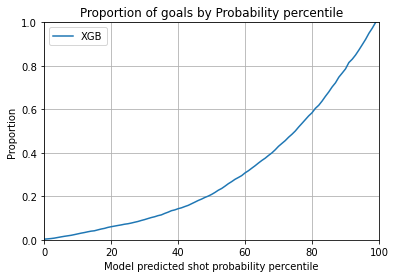 Proportion of goals by Probability percentile
XGB
1.0
0.8
0.6
0.4
0.2
0.0
Proportion
0 20 40 60 80 100
Model predicted shot probability percentile